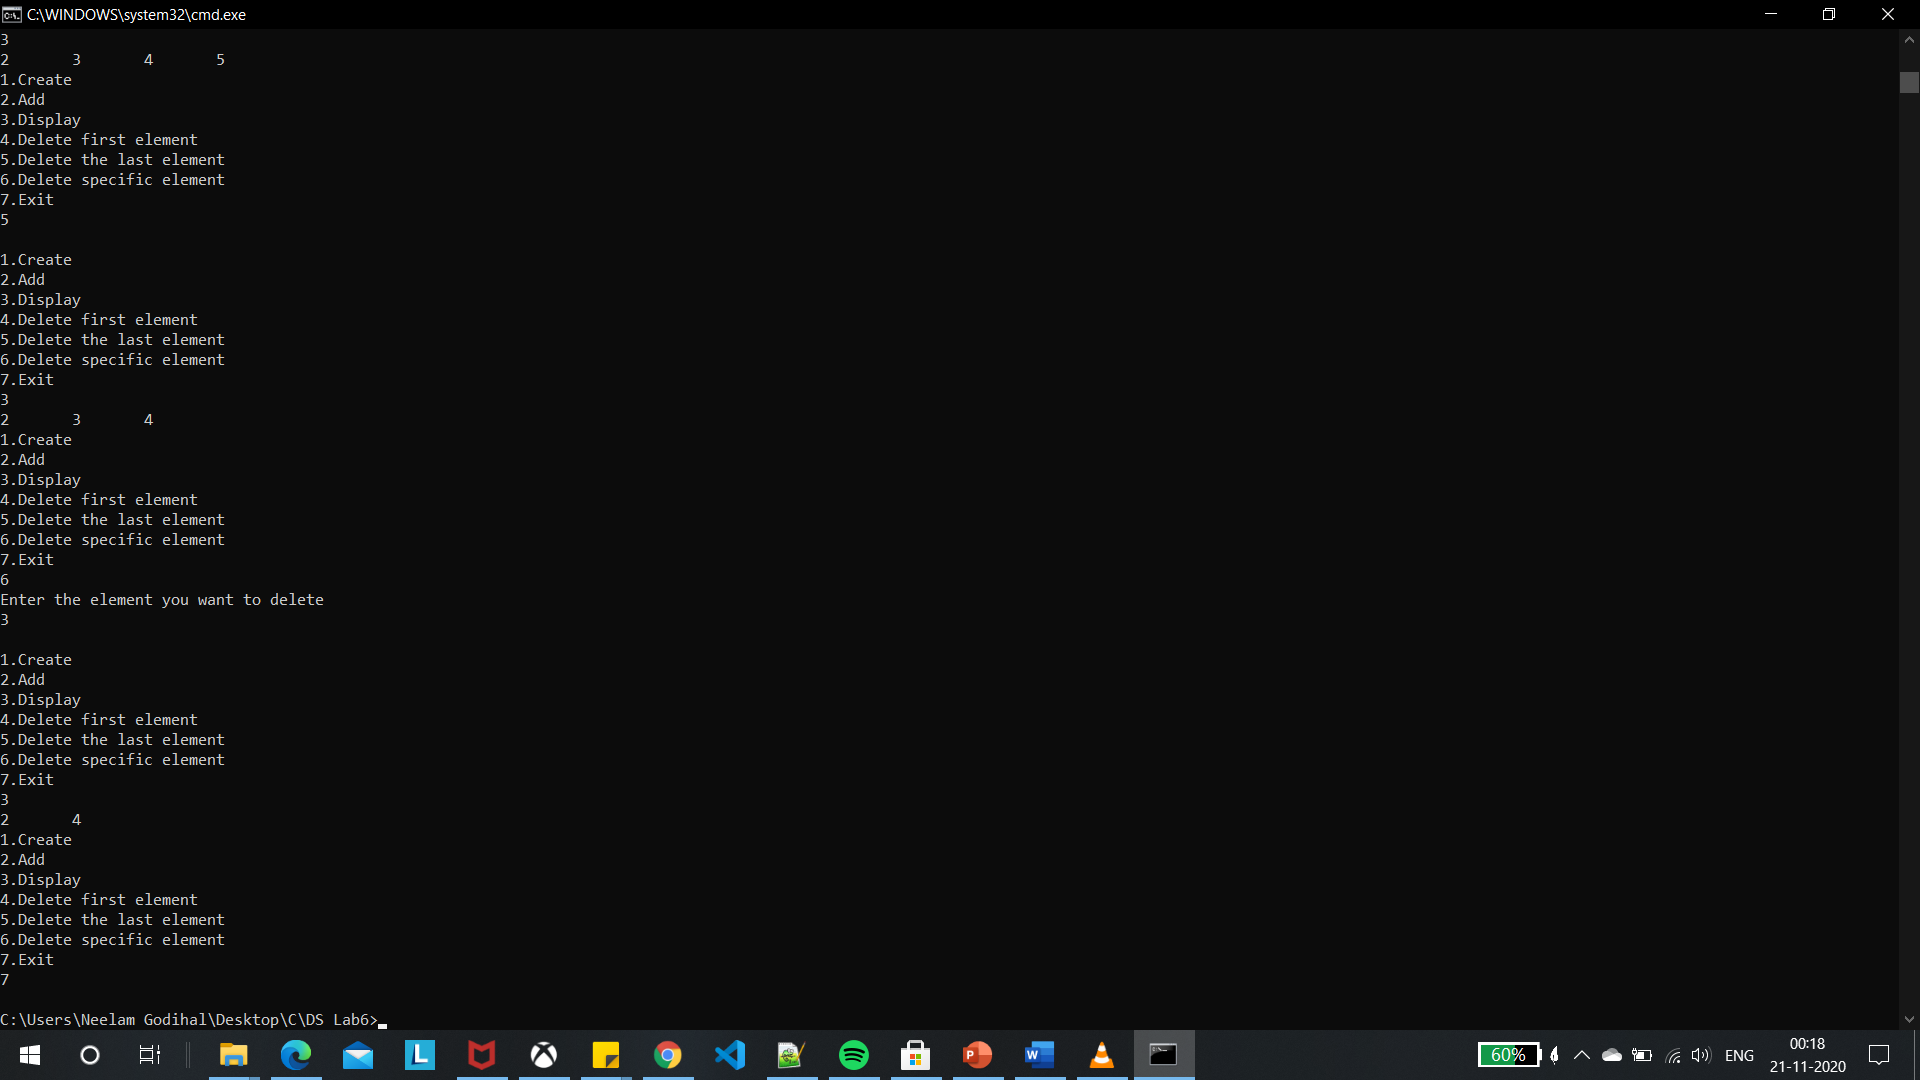 C:\WINDOWS\system32\cmd.exe
3
2 3 4 5
1.Create
2.Add
3.Display
4.Delete first element
5.Delete the last element
6.Delete specific element
7.Exit
5
1.Create
2.Add
3.Display
4.Delete first element
5.Delete the last element
6.Delete specific element
7.Exit
3
2 3 4
1.Create
2.Add
3.Display
4.Delete first element
5.Delete the last element
6.Delete specific element
7.Exit
6
Enter the element you want to delete
3
1.Create
2.Add
3.Display
4.Delete first element
5.Delete the last element
6.Delete specific element
7.Exit
3
2 4
1.Create
2.Add
3.Display
4.Delete first element
5.Delete the last element
6.Delete specific element
7.Exit
7
C:\Users\Neelam Godihal\Desktop\C\DS Lab6>
L
P
W
60%
ENG
00:18
21-11-2020